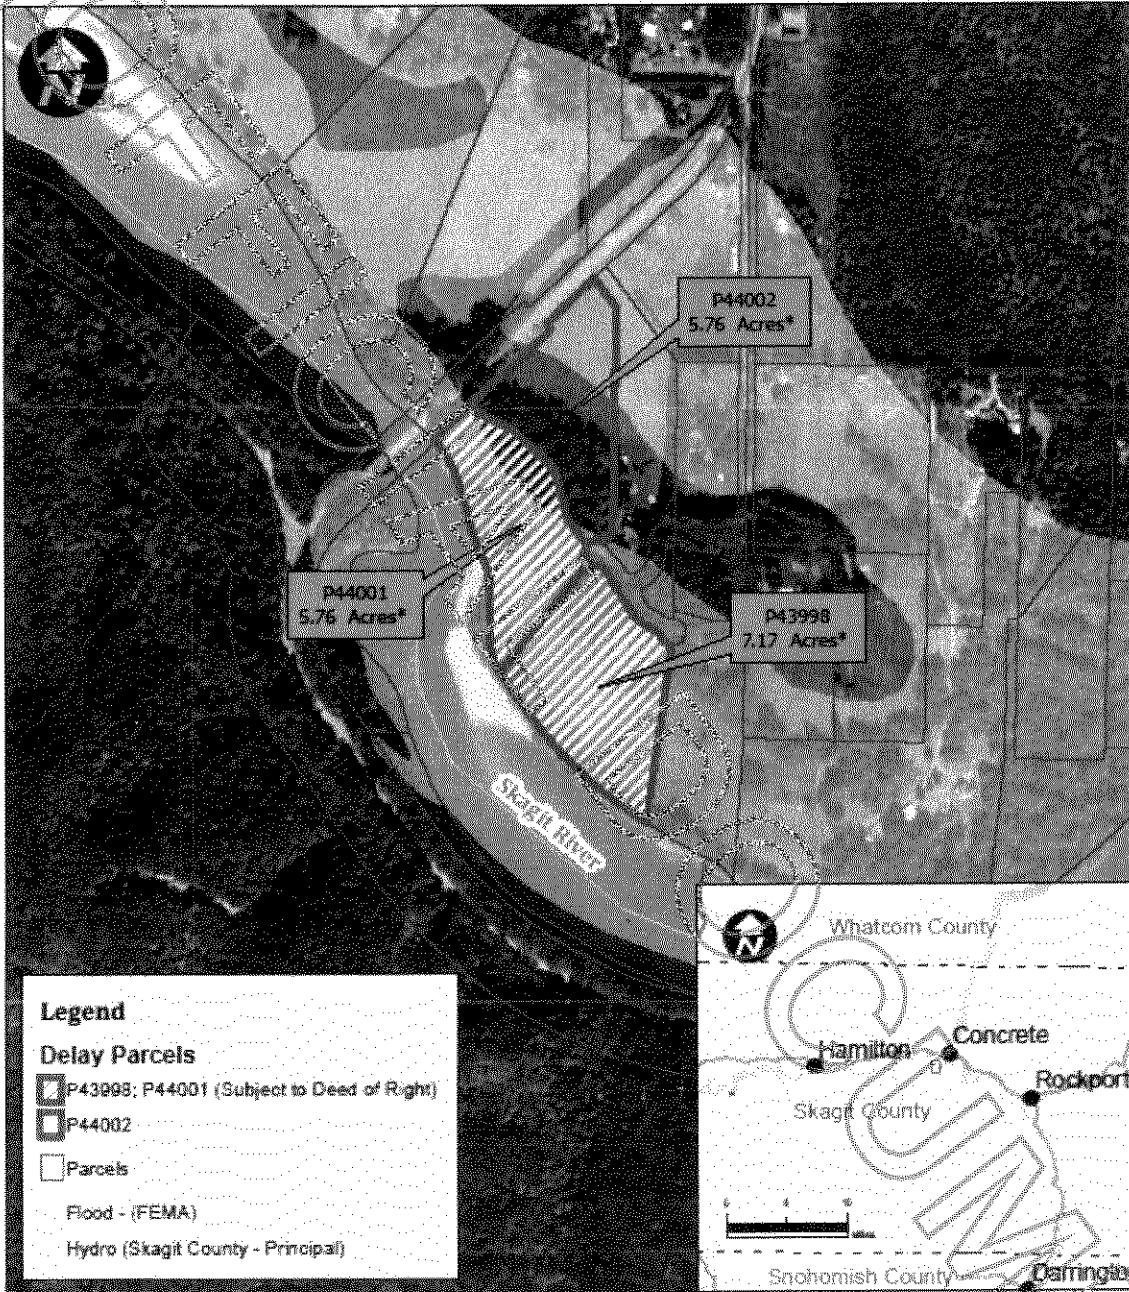 N
P44002
5.76 Acres*
P44001
5.76 Acres*
P43998
7.17 Acres*
Skagit River
Legend
Delay Parcels
P43998; P44001 (Subject to Deed of Right)
P44002
Parcels
Flood - (FEMA)
Hydro (Skagit County - Principal)
N
Whatcom County
Concrete
Hamilton
Rockport
Skagit County
Snohomish County
Darrington